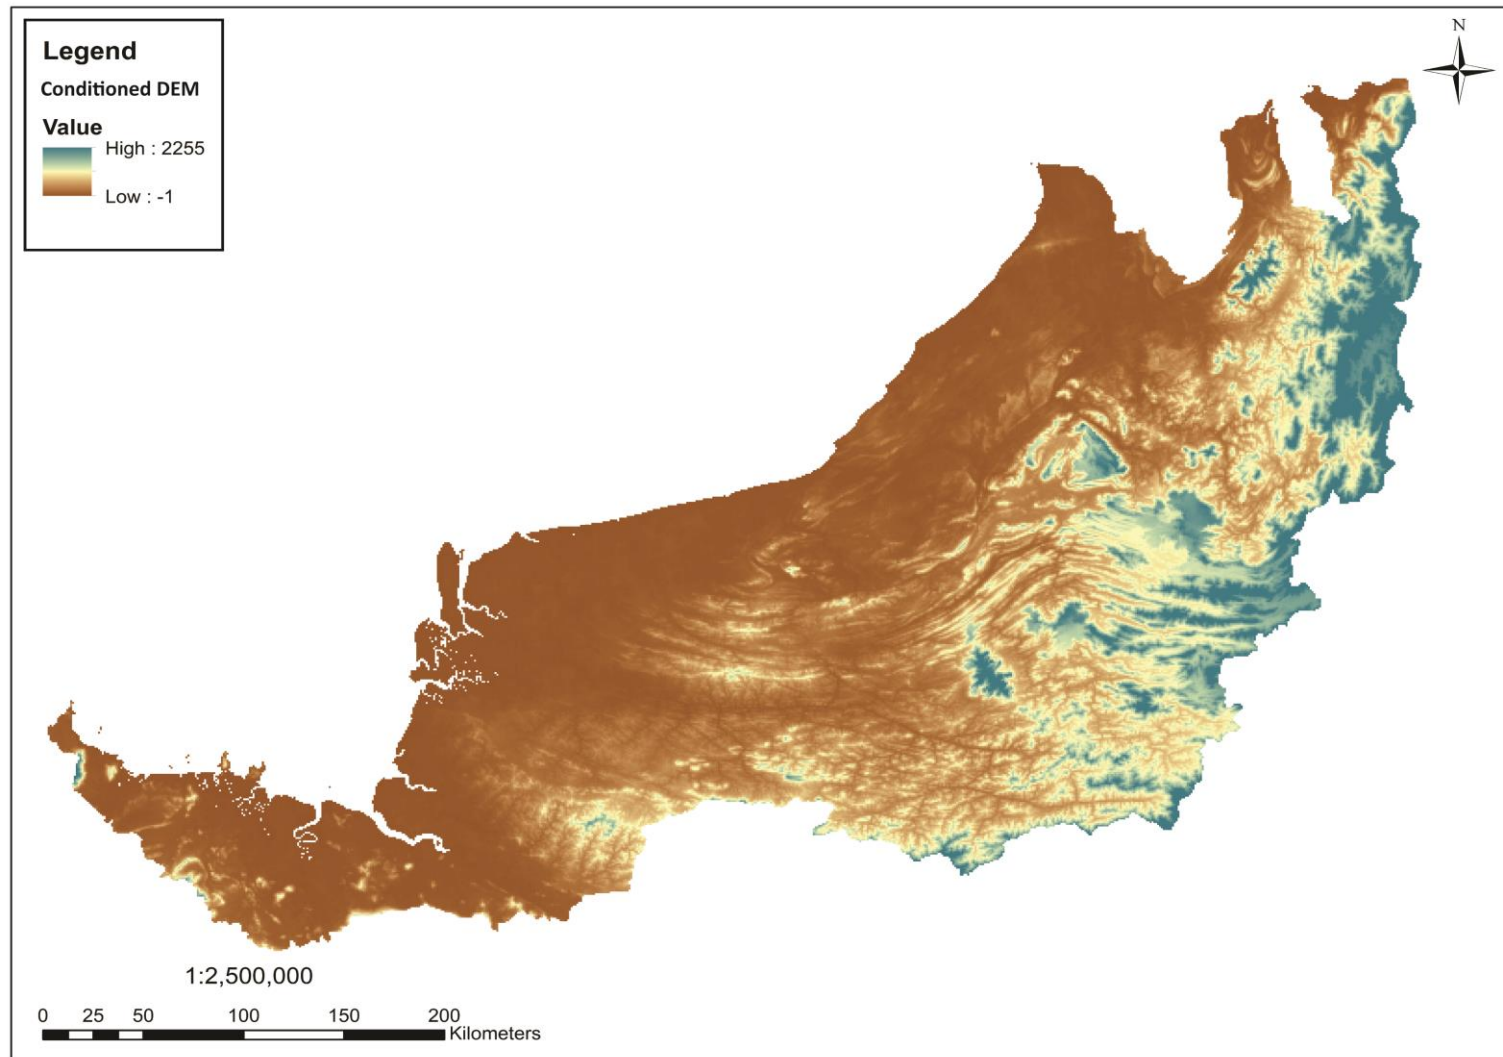 Legend
Conditioned DEM
Value
High : 2255
Low : -1
N
1:2,500,000
0 25 50 100 150 200
Kilometers